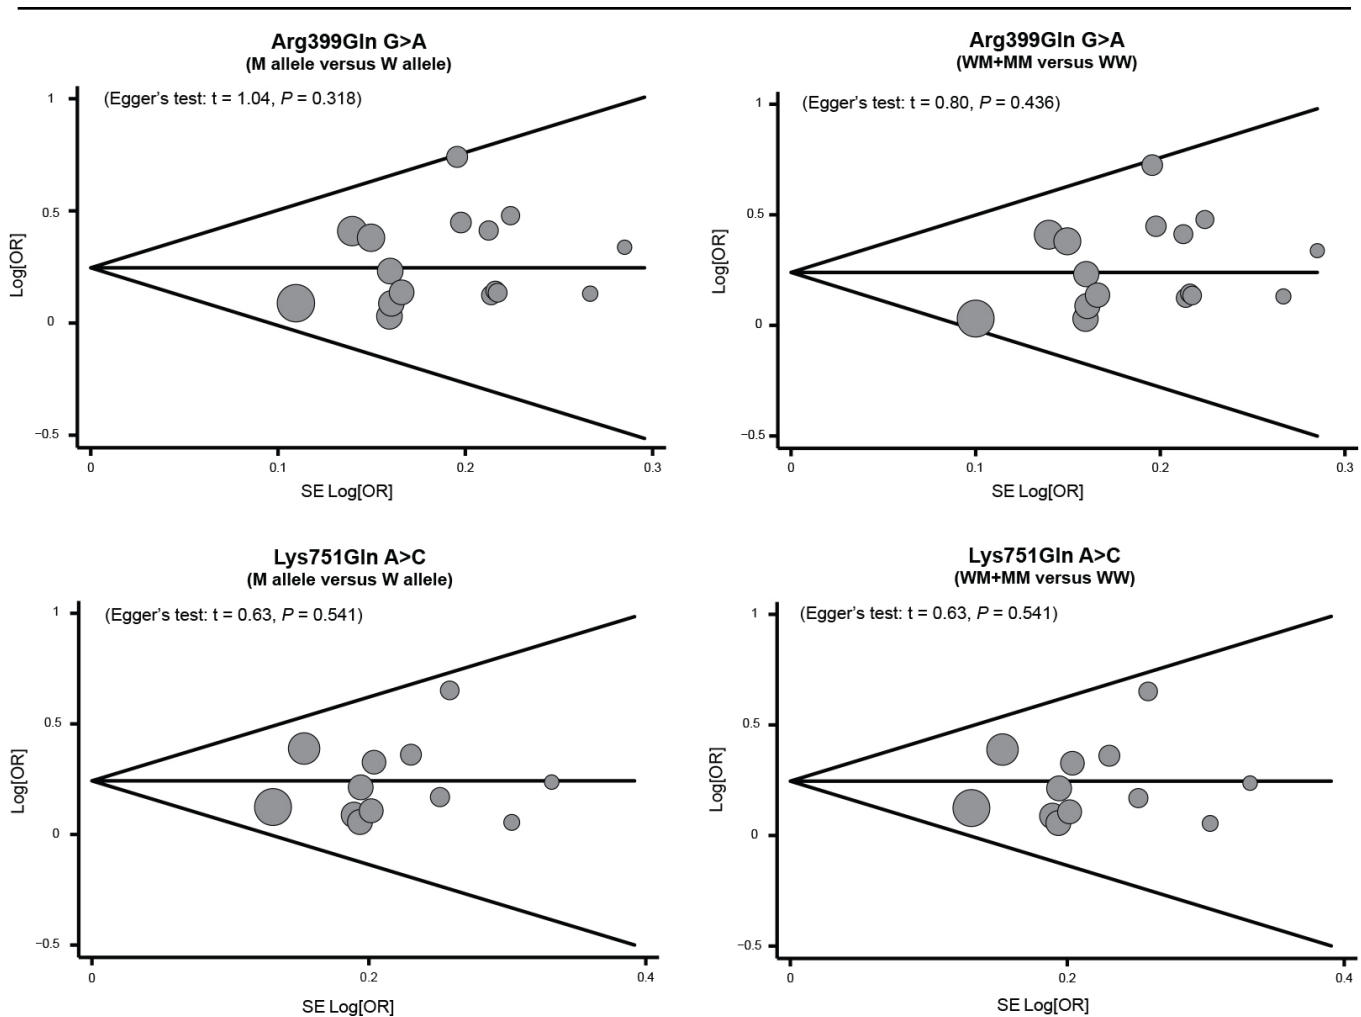 Arg399Gln G>A
(M allele versus W allele)
(Egger's test: t = 1.04, P = 0.318)
1
0.5
0
−0.5
Log[OR]
0
0.1
0.2
0.3
SE Log[OR]
Arg399Gln G>A
(WM+MM versus WW)
(Egger's test: t = 0.80, P = 0.436)
1
0.5
0
−0.5
Log[OR]
0
0.1
0.2
0.3
SE Log[OR]
Lys751Gln A>C
(M allele versus W allele)
(Egger's test: t = 0.63, P = 0.541)
1
0.5
0
−0.5
Log[OR]
0
0.2
0.4
SE Log[OR]
Lys751Gln A>C
(WM+MM versus WW)
(Egger's test: t = 0.63, P = 0.541)
1
0.5
0
−0.5
Log[OR]
0
0.2
0.4
SE Log[OR]